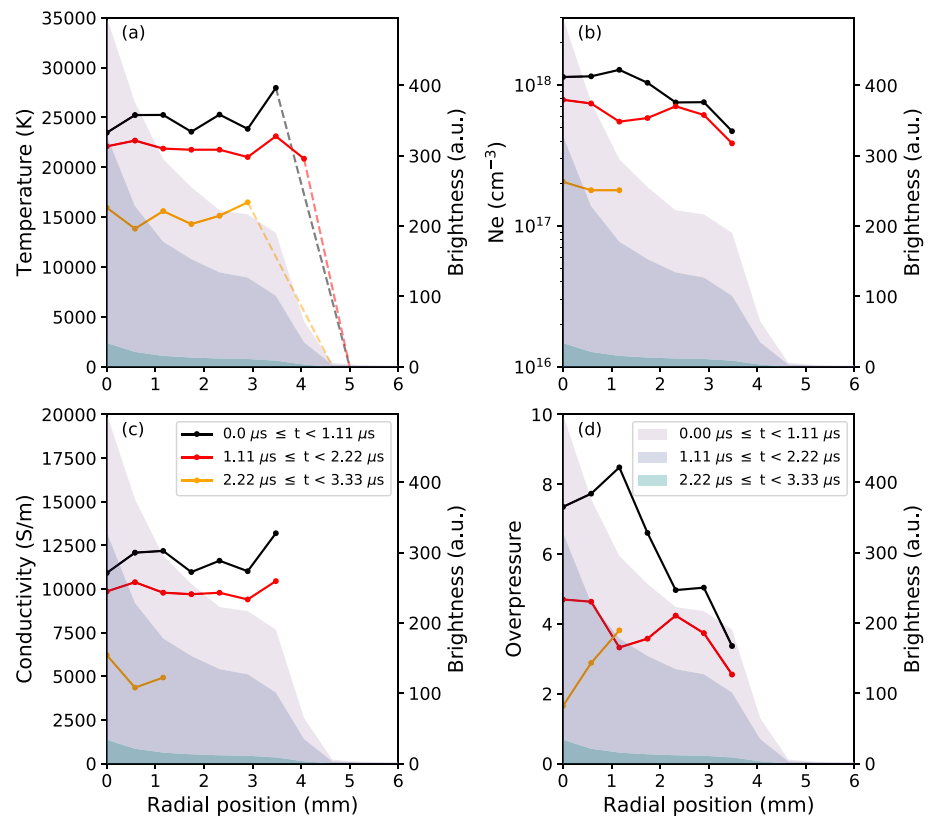 (a)
Temperature (K)
35000
30000
25000
20000
15000
10000
5000
0
0 1 2 3 4 5 6
400
300
200
100
0
Brightness (a.u.)
(b)
Ne (cm⁻³)
10¹⁸
10¹⁷
10¹⁶
0 1 2 3 4 5 6
400
300
200
100
0
Brightness (a.u.)
(c)
Conductivity (S/m)
20000
17500
15000
12500
10000
7500
5000
2500
0
0.0 μs ≤ t < 1.11 μs
1.11 μs ≤ t < 2.22 μs
2.22 μs ≤ t < 3.33 μs
0 1 2 3 4 5 6
Radial position (mm)
400
300
200
100
0
Brightness (a.u.)
(d)
Overpressure
10
8
6
4
2
0
0.00 μs ≤ t < 1.11 μs
1.11 μs ≤ t < 2.22 μs
2.22 μs ≤ t < 3.33 μs
0 1 2 3 4 5 6
Radial position (mm)
400
300
200
100
0
Brightness (a.u.)